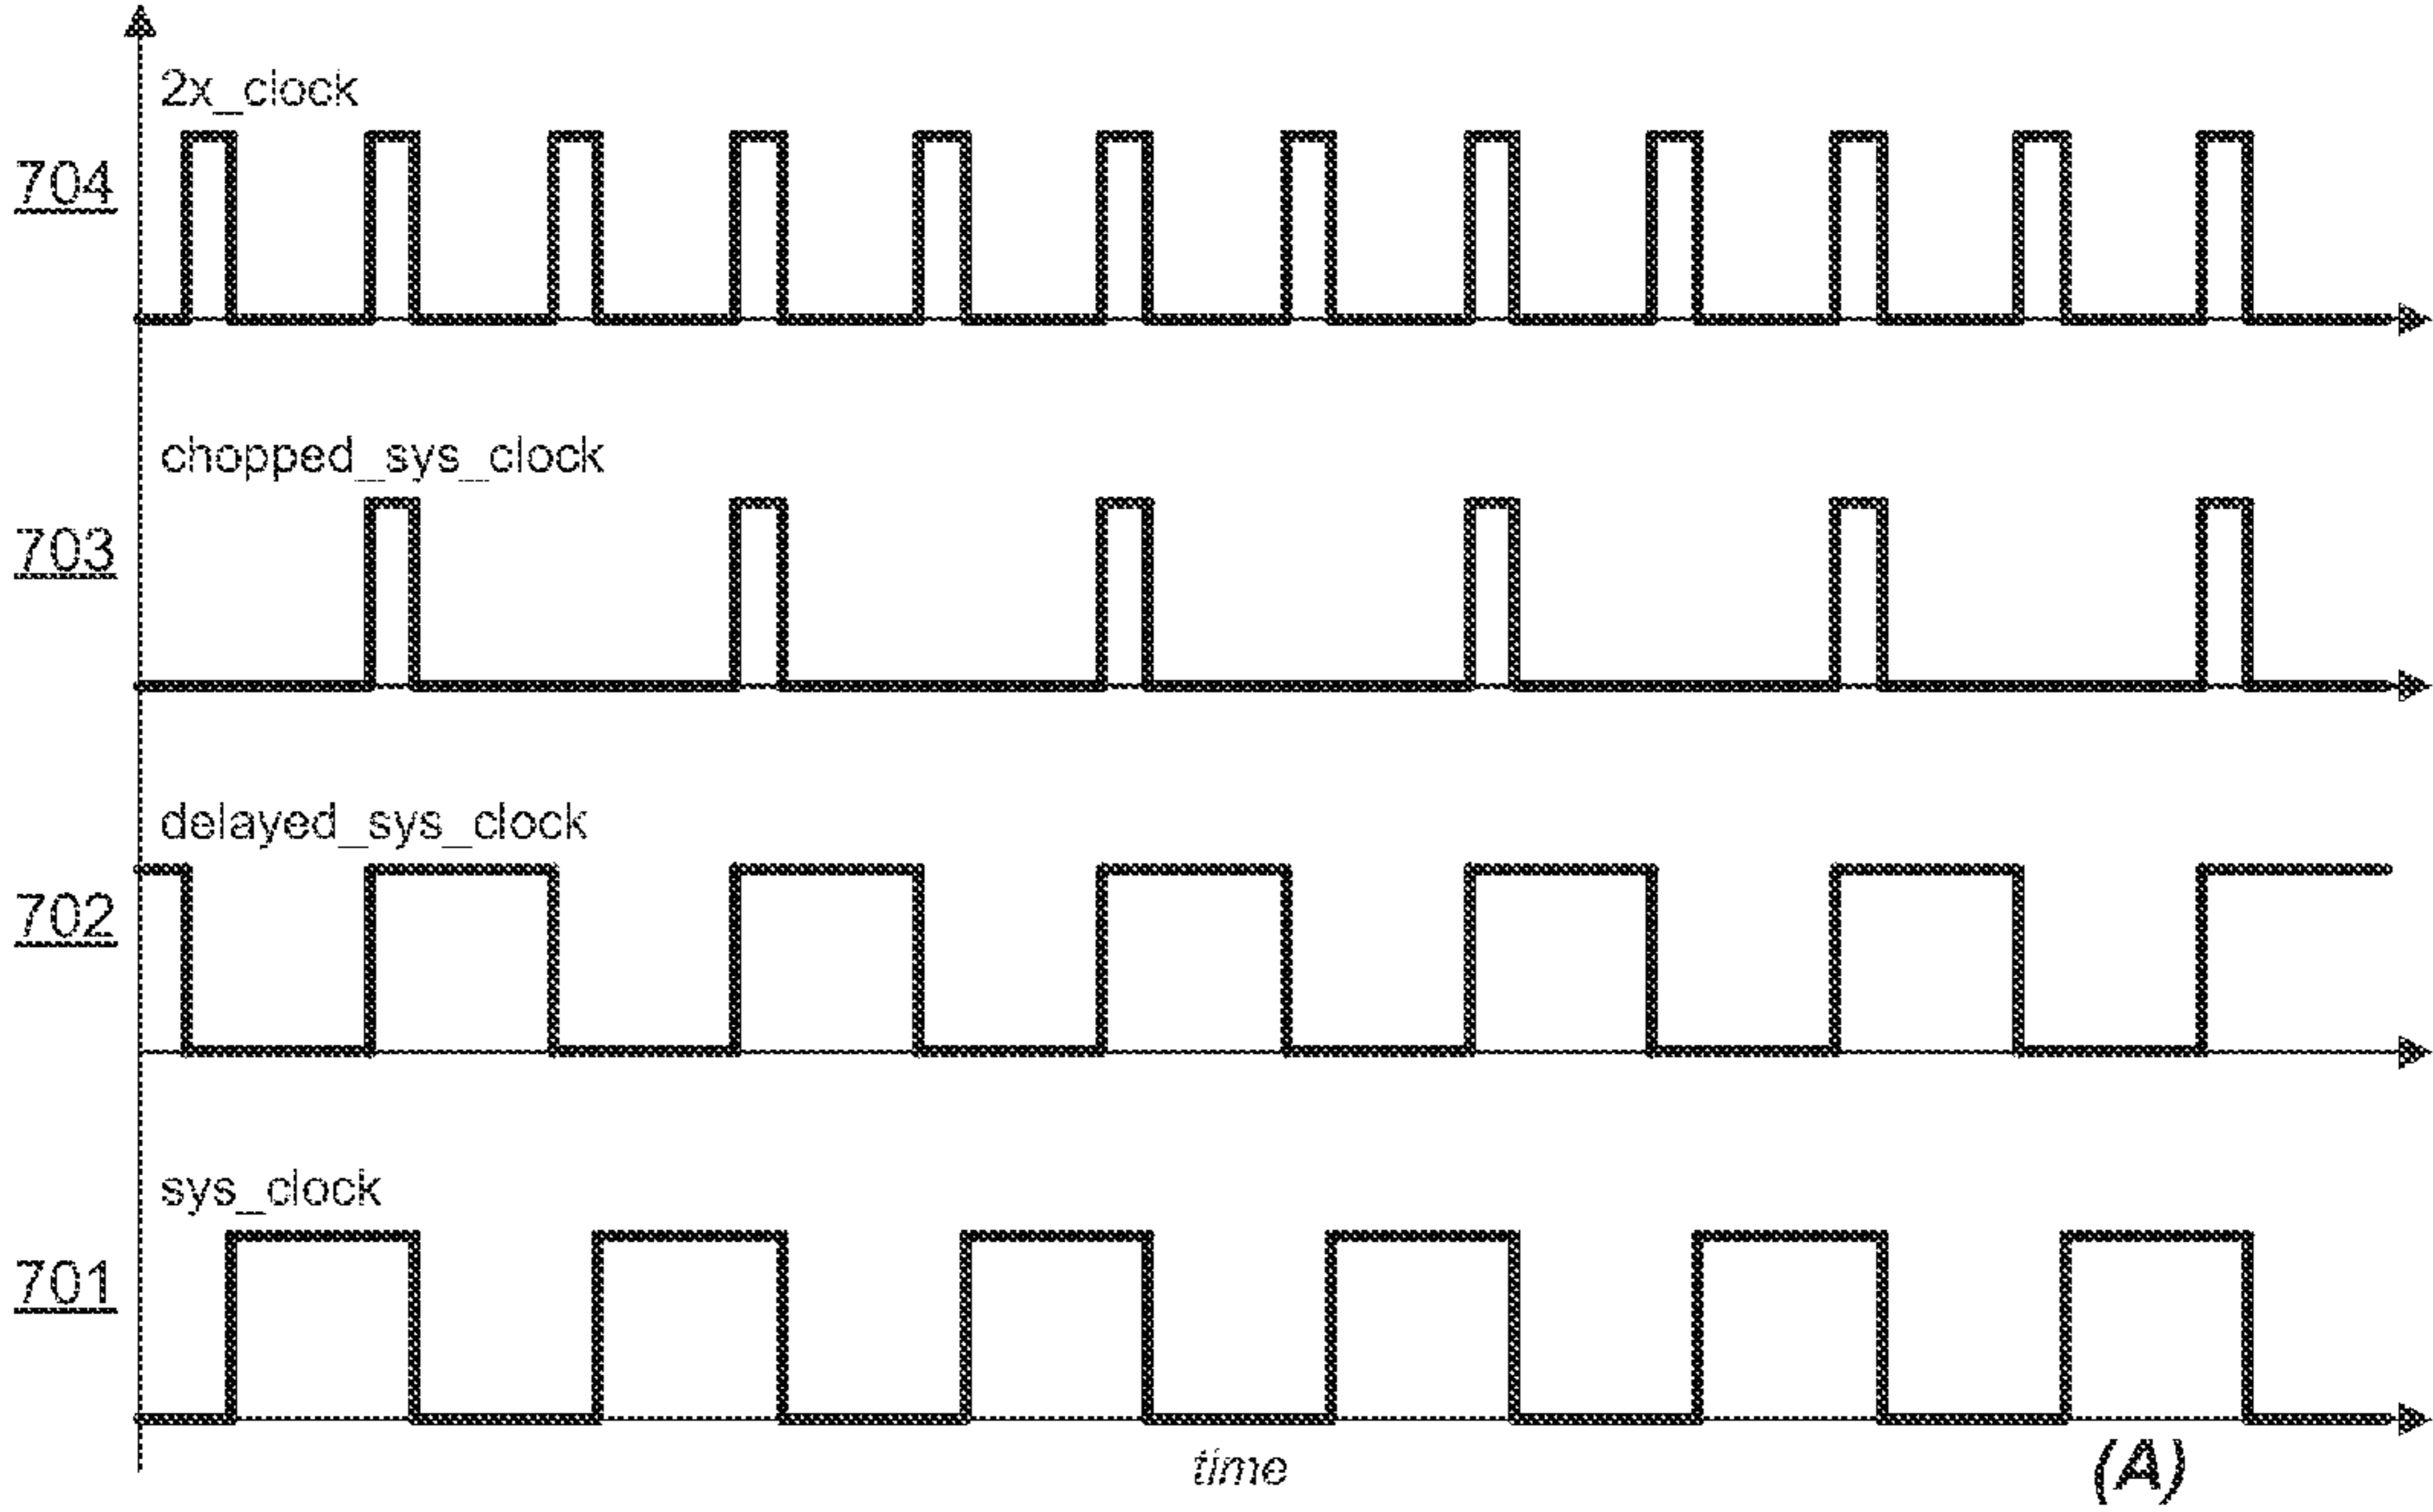 2x_clock
704
chopped_sys_clock
703
delayed_sys_clock
702
sys_clock
701
time
(A)